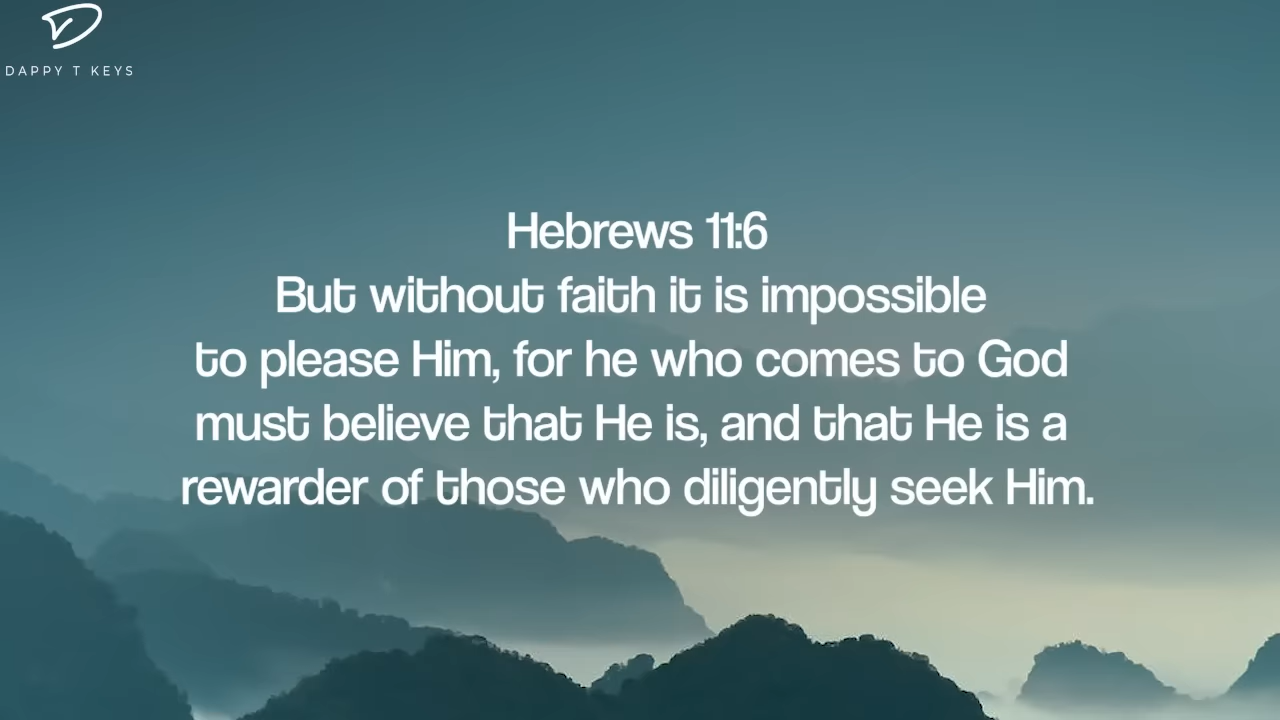 DAPPY T KEYS
Hebrews 11:6
But without faith it is impossible
to please Him, for he who comes to God
must believe that He is, and that He is a
rewarder of those who diligently seek Him.